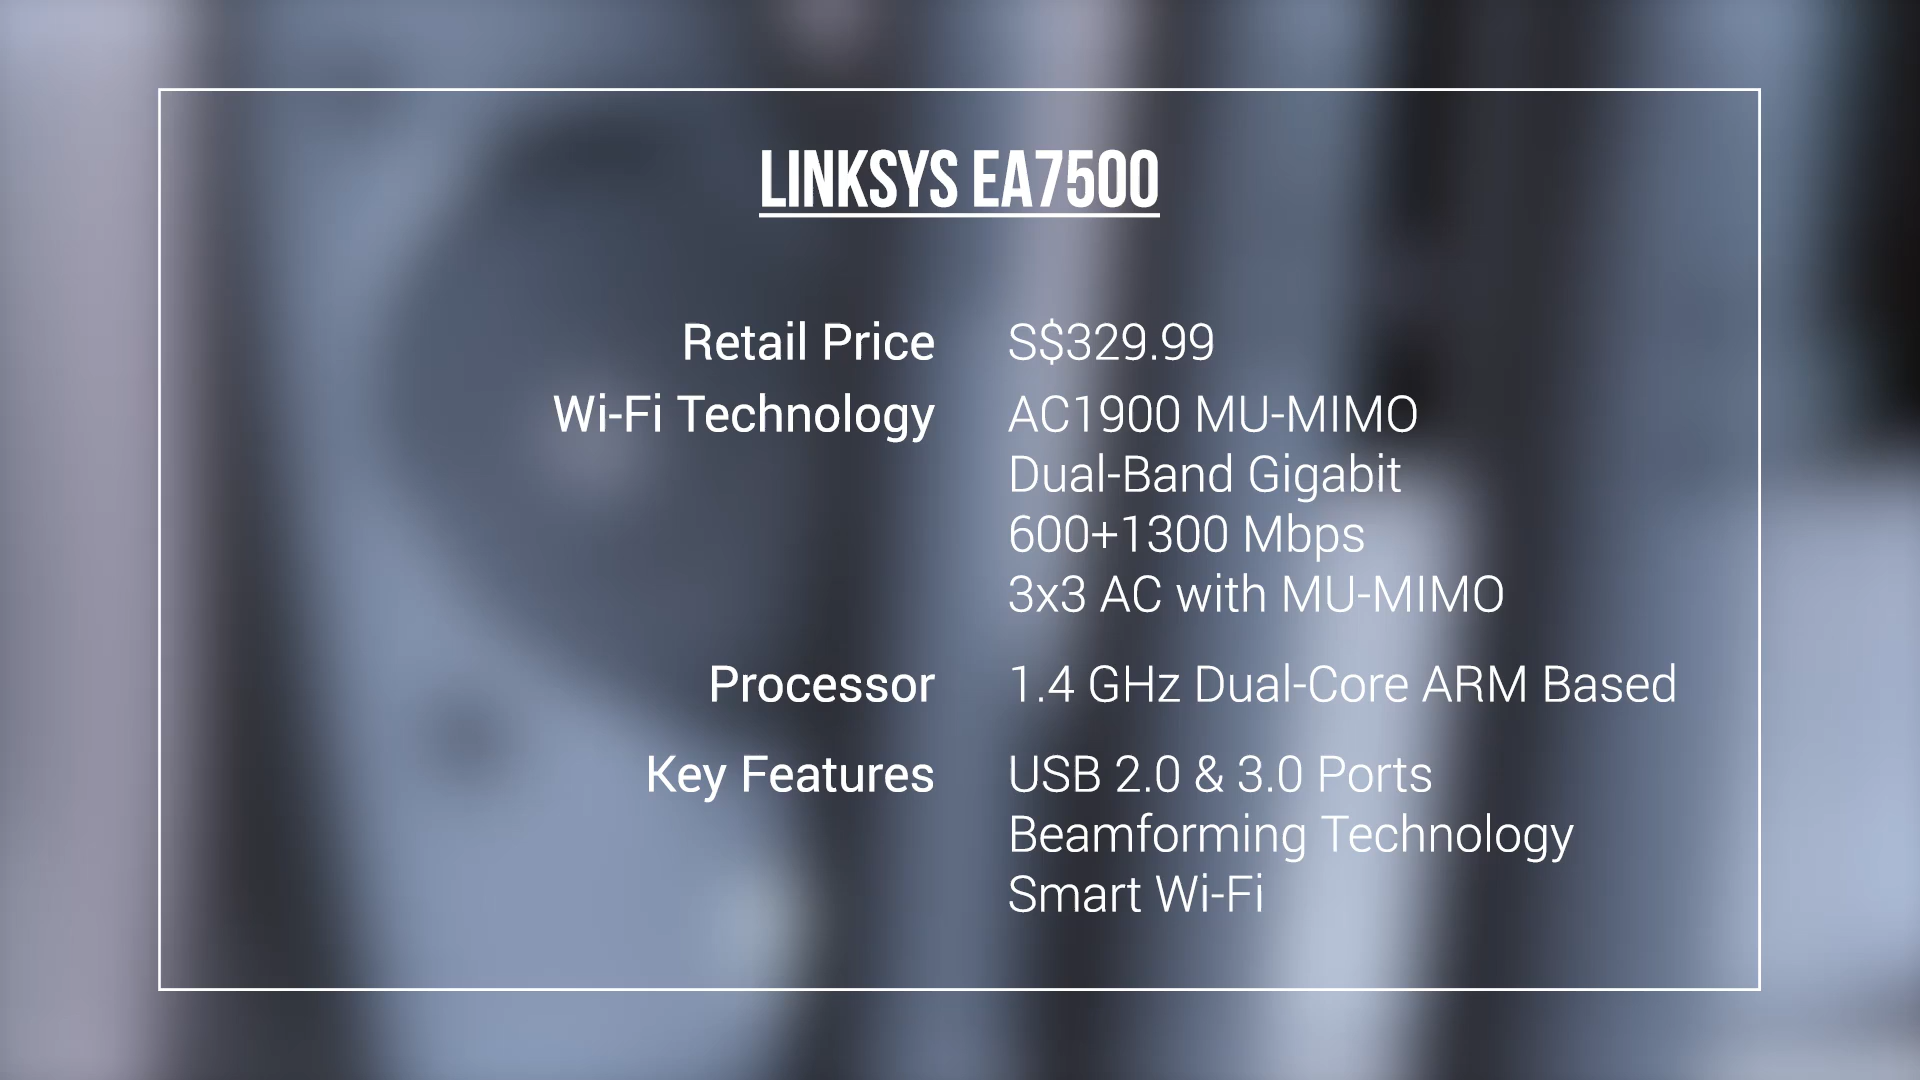 LINKSYS EA7500
Retail Price S$329.99
Wi-Fi Technology AC1900 MU-MIMO
Dual-Band Gigabit
600+1300 Mbps
3x3 AC with MU-MIMO
Processor 1.4 GHz Dual-Core ARM Based
Key Features USB 2.0 & 3.0 Ports
Beamforming Technology
Smart Wi-Fi